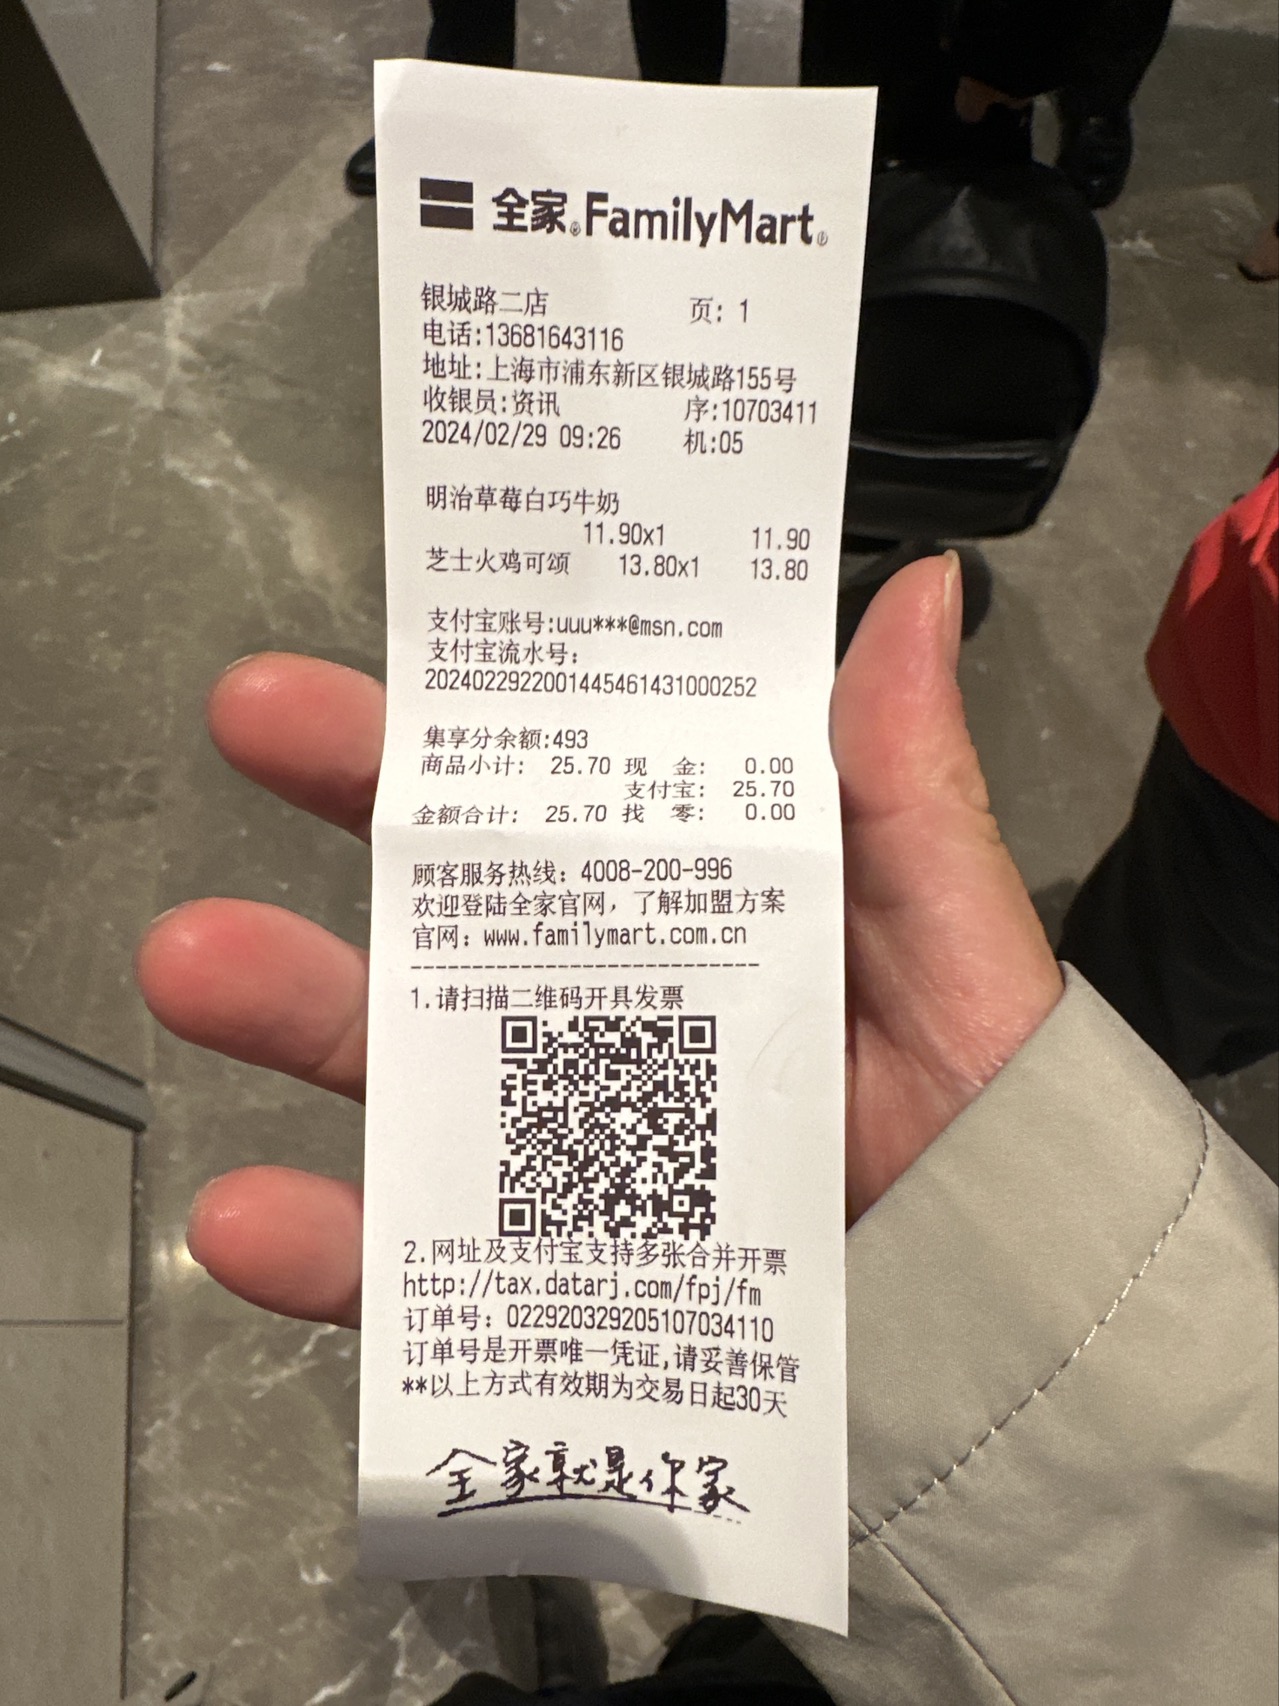 全家®FamilyMart®
银城路二店 页: 1
电话:13681643116
地址:上海市浦东新区银城路155号
收银员:资讯 序:10703411
2024/02/29 09:26 机:05
明治草莓白巧牛奶
11.90x1 11.90
芝士火鸡可颂 13.80x1 13.80
支付宝账号:uuu***@msn.com
支付宝流水号:
2024022922001445461431000252
集享分余额:493
商品小计: 25.70 现 金: 0.00
支付宝: 25.70
金额合计: 25.70 找 零: 0.00
顾客服务热线: 4008-200-996
欢迎登陆全家官网，了解加盟方案
官网: www.familymart.com.cn
----------------------------
1.请扫描二维码开具发票
2.网址及支付宝支持多张合并开票
http://tax.datarj.com/fpj/fm
订单号: 022920329205107034110
订单号是开票唯一凭证,请妥善保管
**以上方式有效期为交易日起30天
全家就是你家